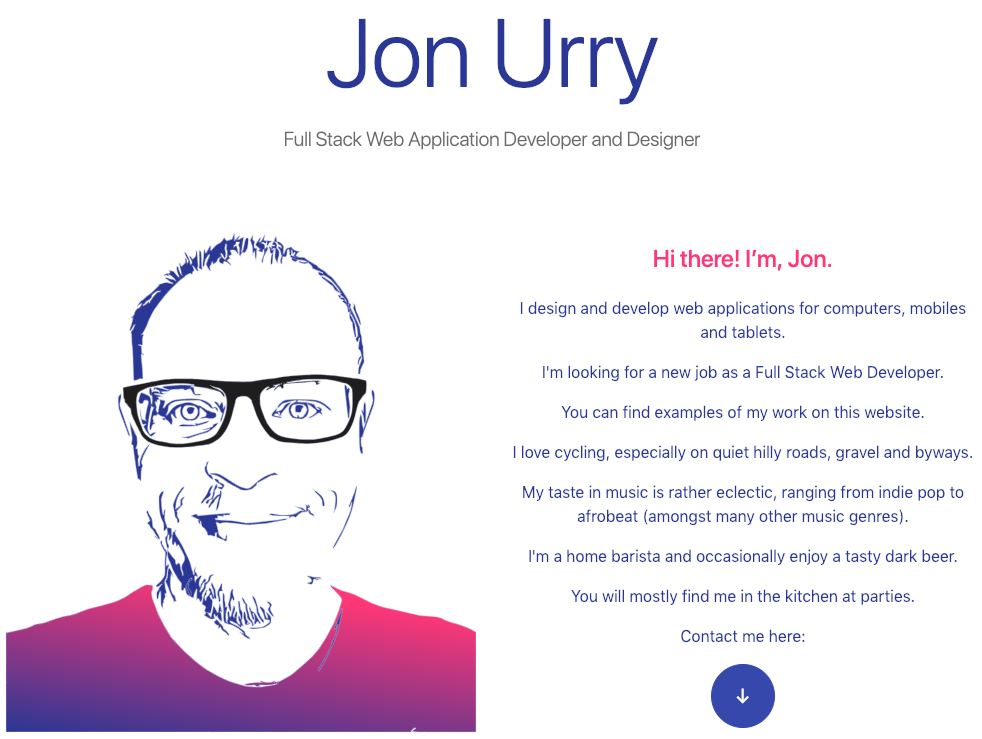 Jon Urry
Full Stack Web Application Developer and Designer
Hi there! I’m, Jon.
I design and develop web applications for computers, mobiles
and tablets.
I'm looking for a new job as a Full Stack Web Developer.
You can find examples of my work on this website.
I love cycling, especially on quiet hilly roads, gravel and byways.
My taste in music is rather eclectic, ranging from indie pop to
afrobeat (amongst many other music genres).
I'm a home barista and occasionally enjoy a tasty dark beer.
You will mostly find me in the kitchen at parties.
Contact me here: